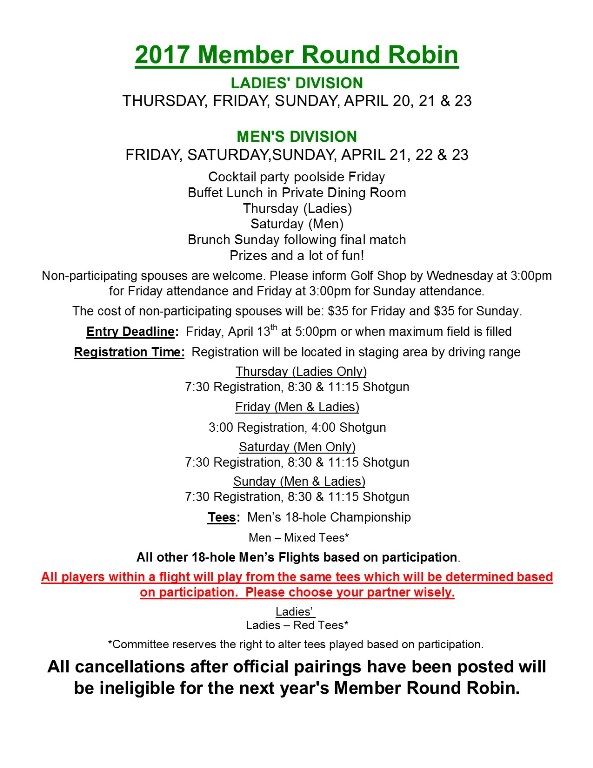 2017 Member Round Robin
LADIES' DIVISION
THURSDAY, FRIDAY, SUNDAY, APRIL 20, 21 & 23
MEN'S DIVISION
FRIDAY, SATURDAY,SUNDAY, APRIL 21, 22 & 23
Cocktail party poolside Friday
Buffet Lunch in Private Dining Room
Thursday (Ladies)
Saturday (Men)
Brunch Sunday following final match
Prizes and a lot of fun!
Non-participating spouses are welcome. Please inform Golf Shop by Wednesday at 3:00pm
for Friday attendance and Friday at 3:00pm for Sunday attendance.
The cost of non-participating spouses will be: $35 for Friday and $35 for Sunday.
Entry Deadline: Friday, April 13th at 5:00pm or when maximum field is filled
Registration Time: Registration will be located in staging area by driving range
Thursday (Ladies Only)
7:30 Registration, 8:30 & 11:15 Shotgun
Friday (Men & Ladies)
3:00 Registration, 4:00 Shotgun
Saturday (Men Only)
7:30 Registration, 8:30 & 11:15 Shotgun
Sunday (Men & Ladies)
7:30 Registration, 8:30 & 11:15 Shotgun
Tees: Men's 18-hole Championship
Men – Mixed Tees*
All other 18-hole Men's Flights based on participation.
All players within a flight will play from the same tees which will be determined based
on participation. Please choose your partner wisely.
Ladies'
Ladies – Red Tees*
*Committee reserves the right to alter tees played based on participation.
All cancellations after official pairings have been posted will
be ineligible for the next year's Member Round Robin.